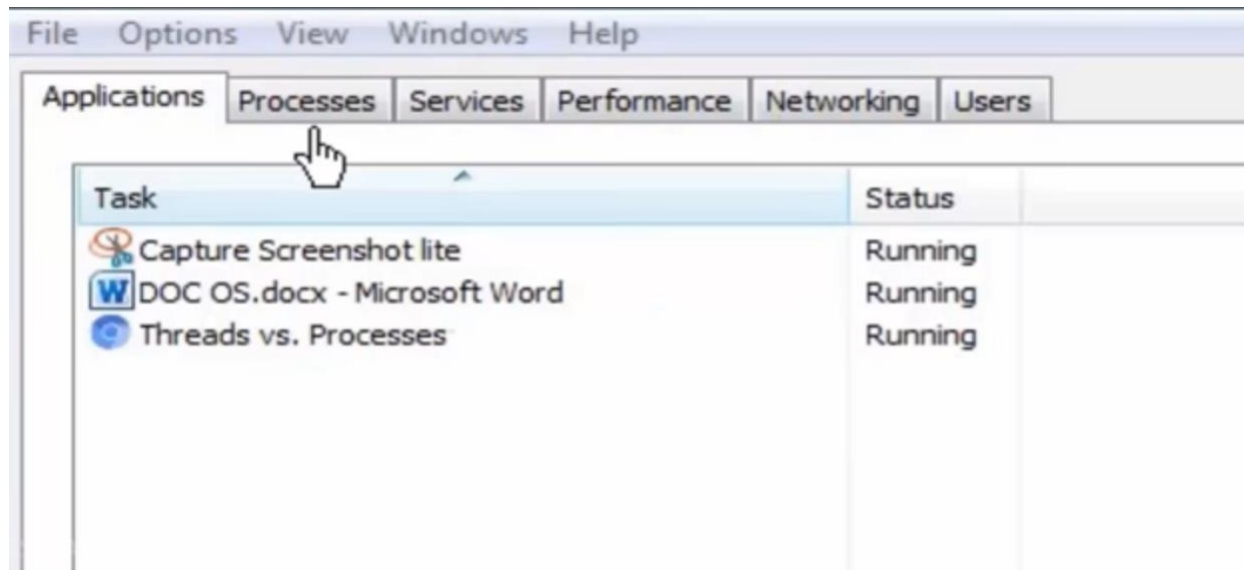 File Options View Windows Help
Applications Processes Services Performance Networking Users
Task Status
Capture Screenshot lite Running
DOC OS.docx - Microsoft Word Running
Threads vs. Processes Running